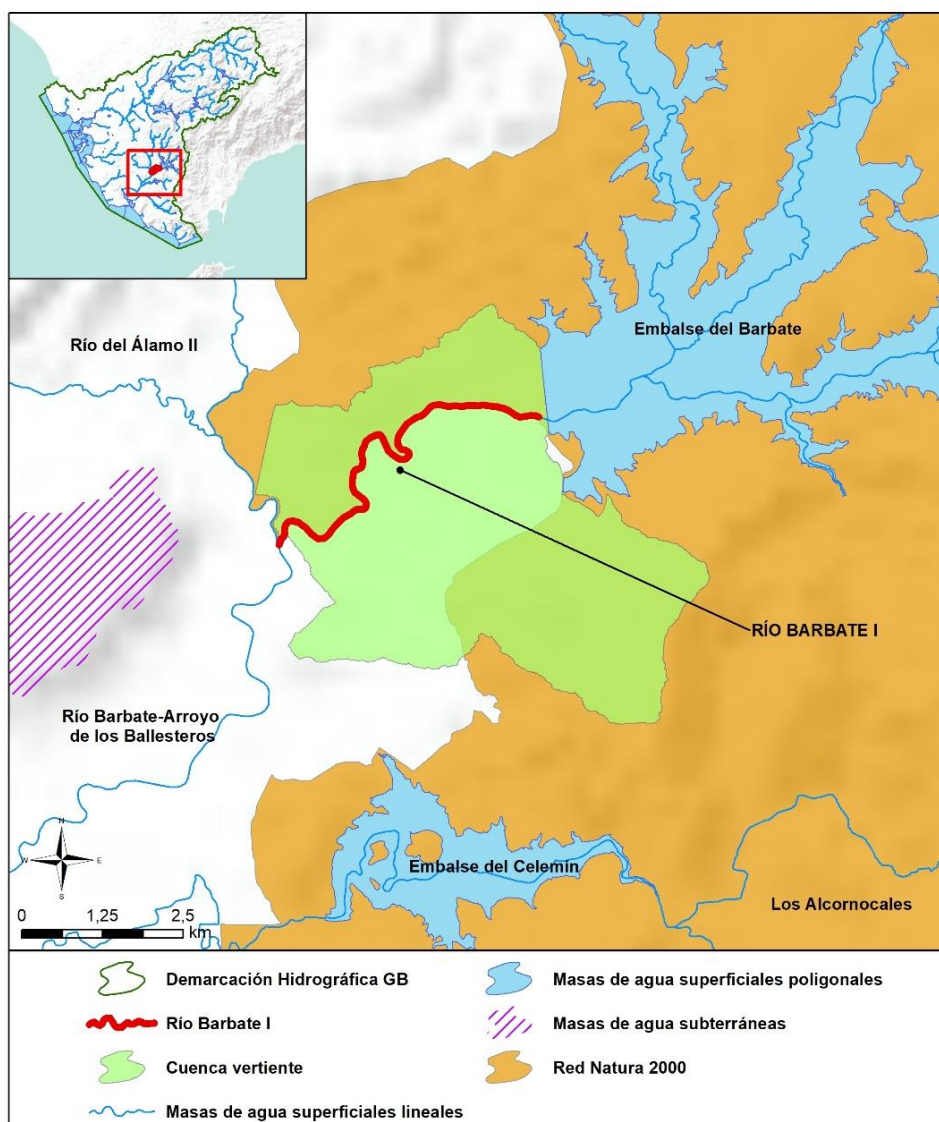 Río del Álamo II
Embalse del Barbate
RÍO BARBATE I
Río Barbate-Arroyo
de los Ballesteros
N
W
E
S
Embalse del Celemín
Los Alcornocales
0 1,25 2,5
km
Demarcación Hidrográfica GB
Río Barbate I
Cuenca vertiente
Masas de agua superficiales lineales
Masas de agua superficiales poligonales
Masas de agua subterráneas
Red Natura 2000